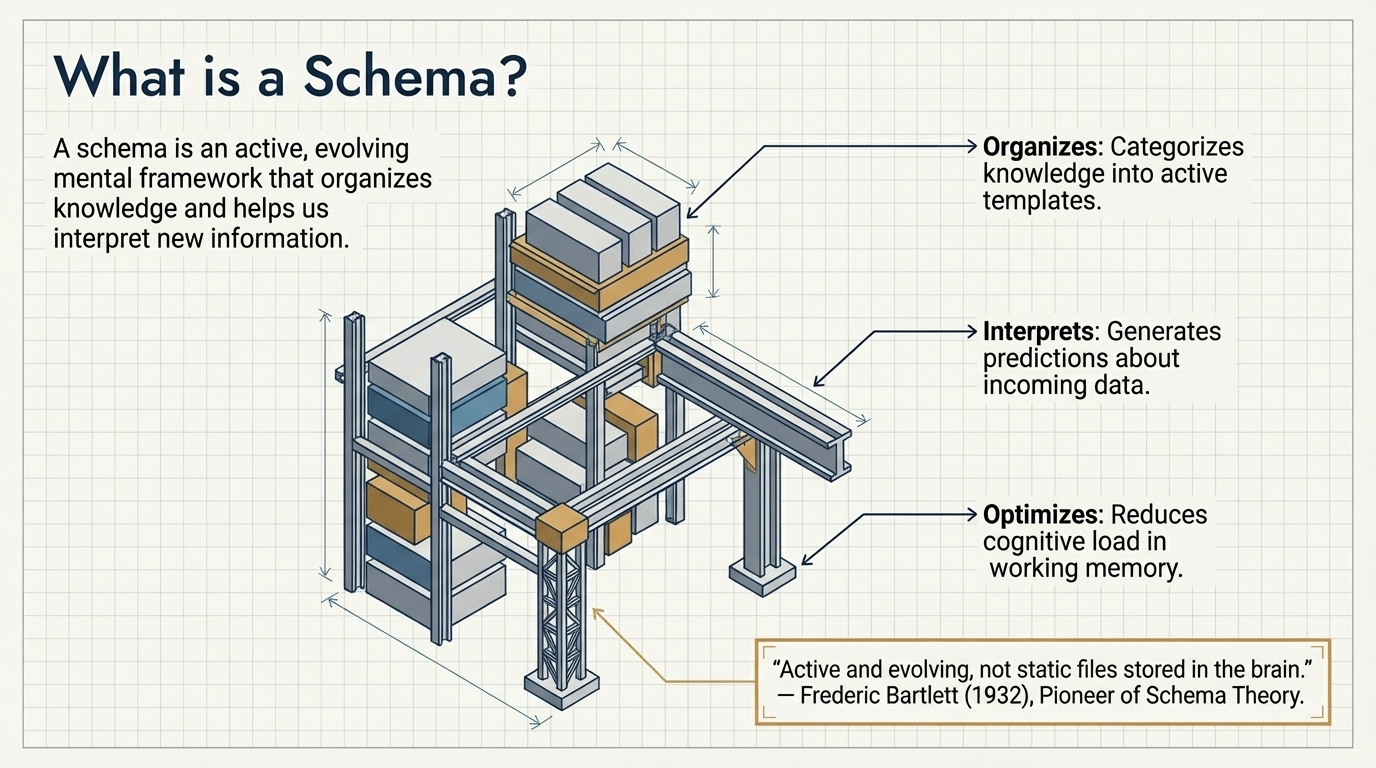 What is a Schema?
A schema is an active, evolving
mental framework that organizes
knowledge and helps us
interpret new information.
Organizes: Categorizes
knowledge into active
templates.
Interprets: Generates
predictions about
incoming data.
Optimizes: Reduces
cognitive load in
working memory.
“Active and evolving, not static files stored in the brain.”
— Frederic Bartlett (1932), Pioneer of Schema Theory.